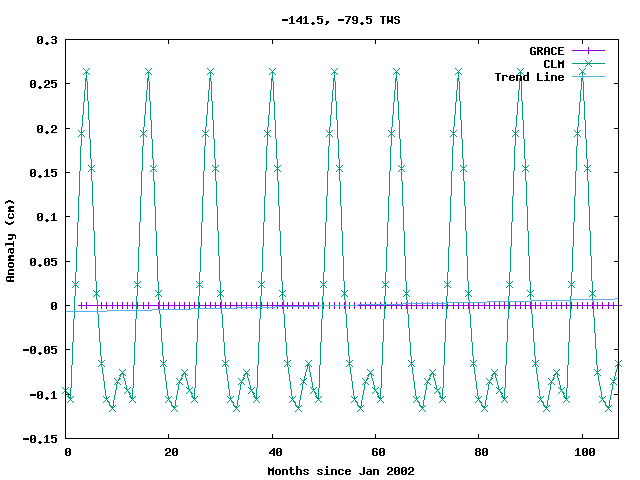 -141.5, -79.5 TWS
GRACE
CLM
Trend Line
0.3
0.25
0.2
0.15
0.1
0.05
0
-0.05
-0.1
-0.15
Anomaly (cm)
0 20 40 60 80 100
Months since Jan 2002